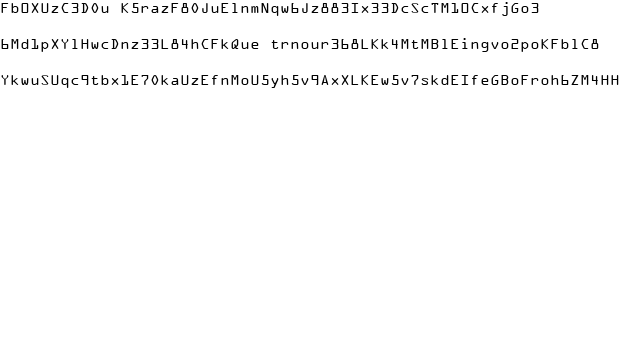 FbOXUzC3D0u K5razF80JuElnmNqw6Jz883Ix33DcScTM1OCxfjGo3
6Md1pXYlHwcDnz33L84hCFkQue trnour368LKk4MtMBlEingvo2poKFblC8
YkwuSUqc9tbx1E70kaUzEfnMoU5yh5v9AxXLKEw5v7skdEIfeGBoFroh6ZM4HH